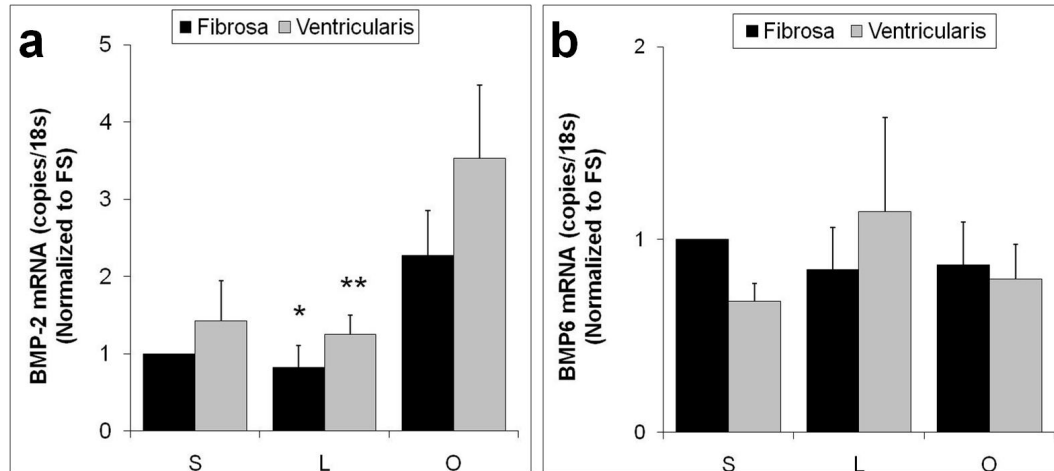 a
Fibrosa Ventricularis
BMP-2 mRNA (copies/18s)
(Normalized to FS)
5
4
3
2
1
0
* **
S L O
b
Fibrosa Ventricularis
BMP6 mRNA (copies/18s)
(Normalized to FS)
2
1
0
S L O